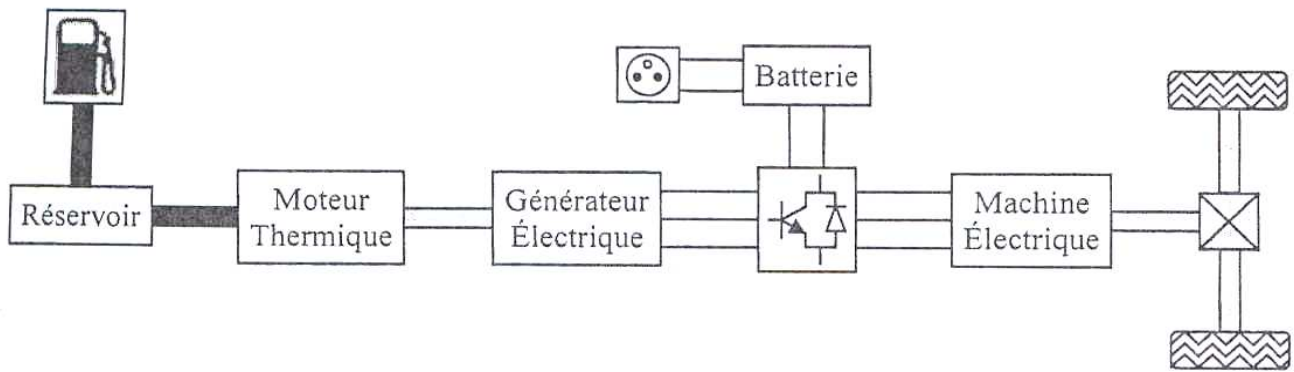 Batterie
Réservoir
Moteur
Thermique
Générateur
Électrique
Machine
Électrique